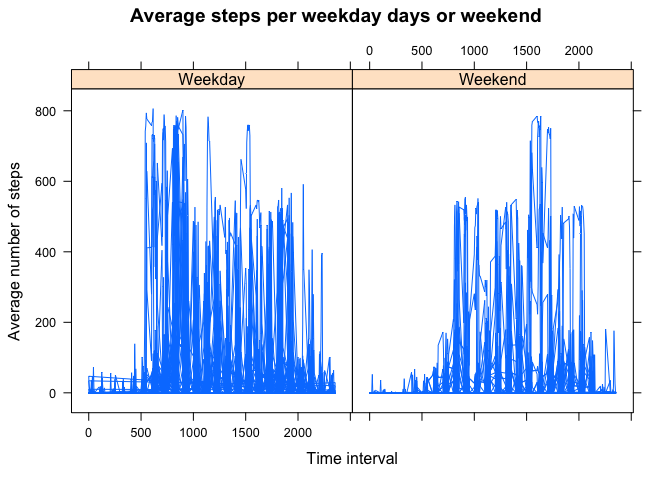 Average steps per weekday days or weekend
0 500 1000 1500 2000
Weekday Weekend
800
600
400
200
0
Average number of steps
0 500 1000 1500 2000
Time interval